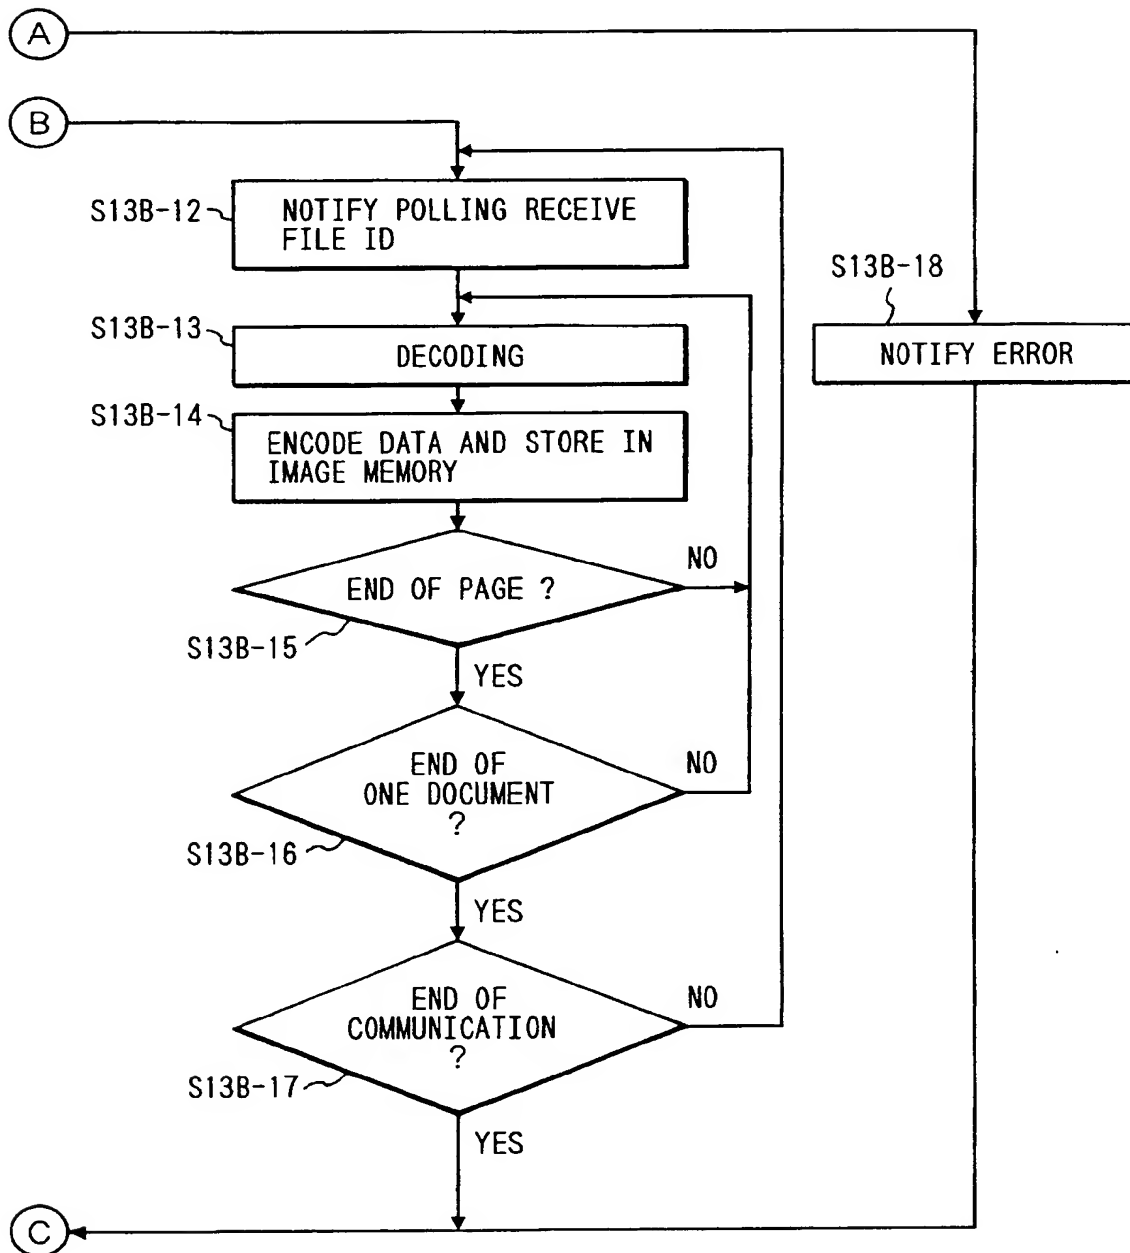 A
B
S13B-12
NOTIFY POLLING RECEIVE
FILE ID
S13B-18
NOTIFY ERROR
S13B-13
DECODING
S13B-14
ENCODE DATA AND STORE IN
IMAGE MEMORY
NO
END OF PAGE ?
S13B-15
YES
END OF
ONE DOCUMENT
?
NO
S13B-16
YES
END OF
COMMUNICATION
?
NO
S13B-17
YES
C